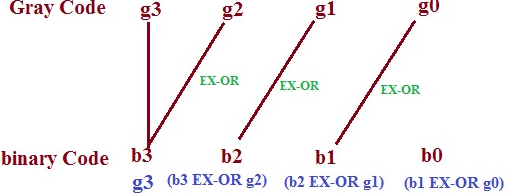 Gray Code g3 g2 g1 g0
EX-OR EX-OR EX-OR
binary Code b3 b2 b1 b0
g3 (b3 EX-OR g2) (b2 EX-OR g1) (b1 EX-OR g0)